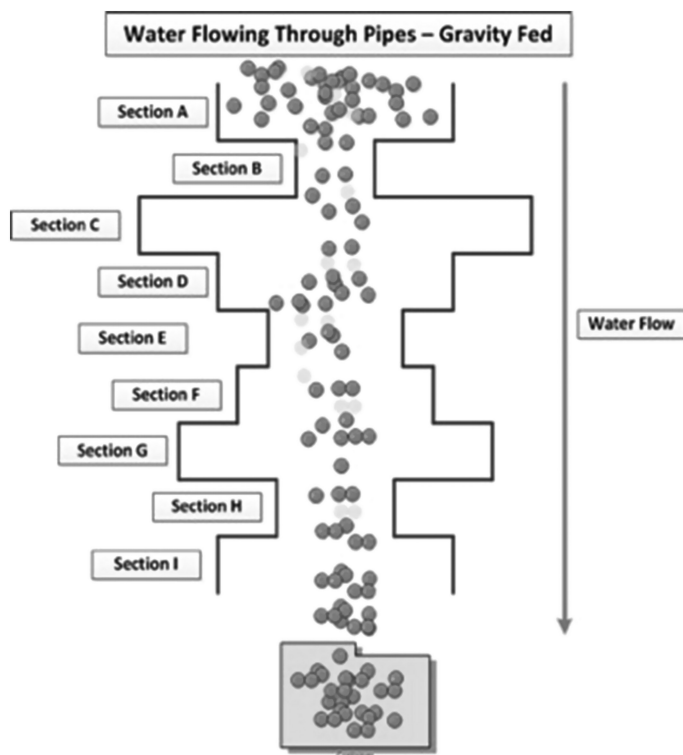 Water Flowing Through Pipes – Gravity Fed
Section A
Section B
Section C
Section D
Section E
Water Flow
Section F
Section G
Section H
Section I